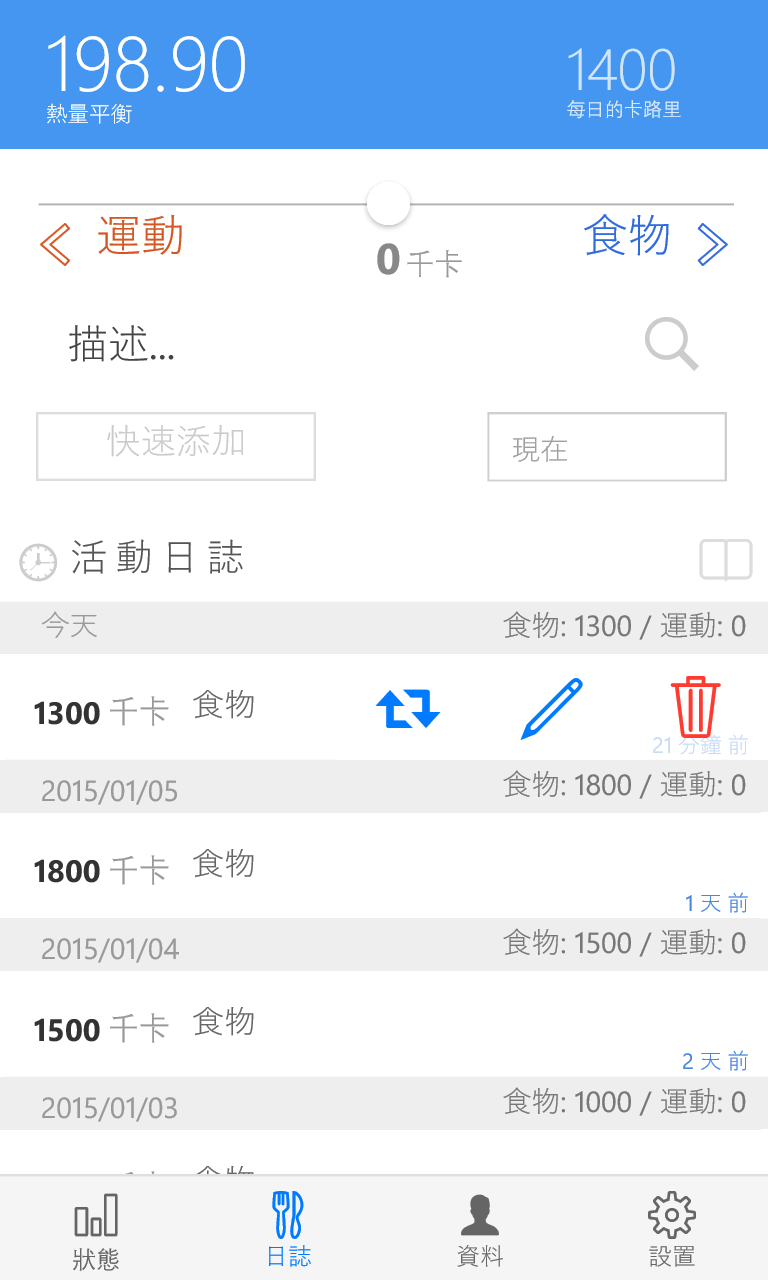 198.90
熱量平衡
1400
每日的卡路里
運動
0 千卡
食物
描述...
快速添加
現在
活動日誌
今天
食物: 1300 / 運動: 0
1300 千卡 食物
21 分鐘 前
2015/01/05
食物: 1800 / 運動: 0
1800 千卡 食物
1 天 前
2015/01/04
食物: 1500 / 運動: 0
1500 千卡 食物
2 天 前
2015/01/03
食物: 1000 / 運動: 0
狀態
日誌
資料
設置